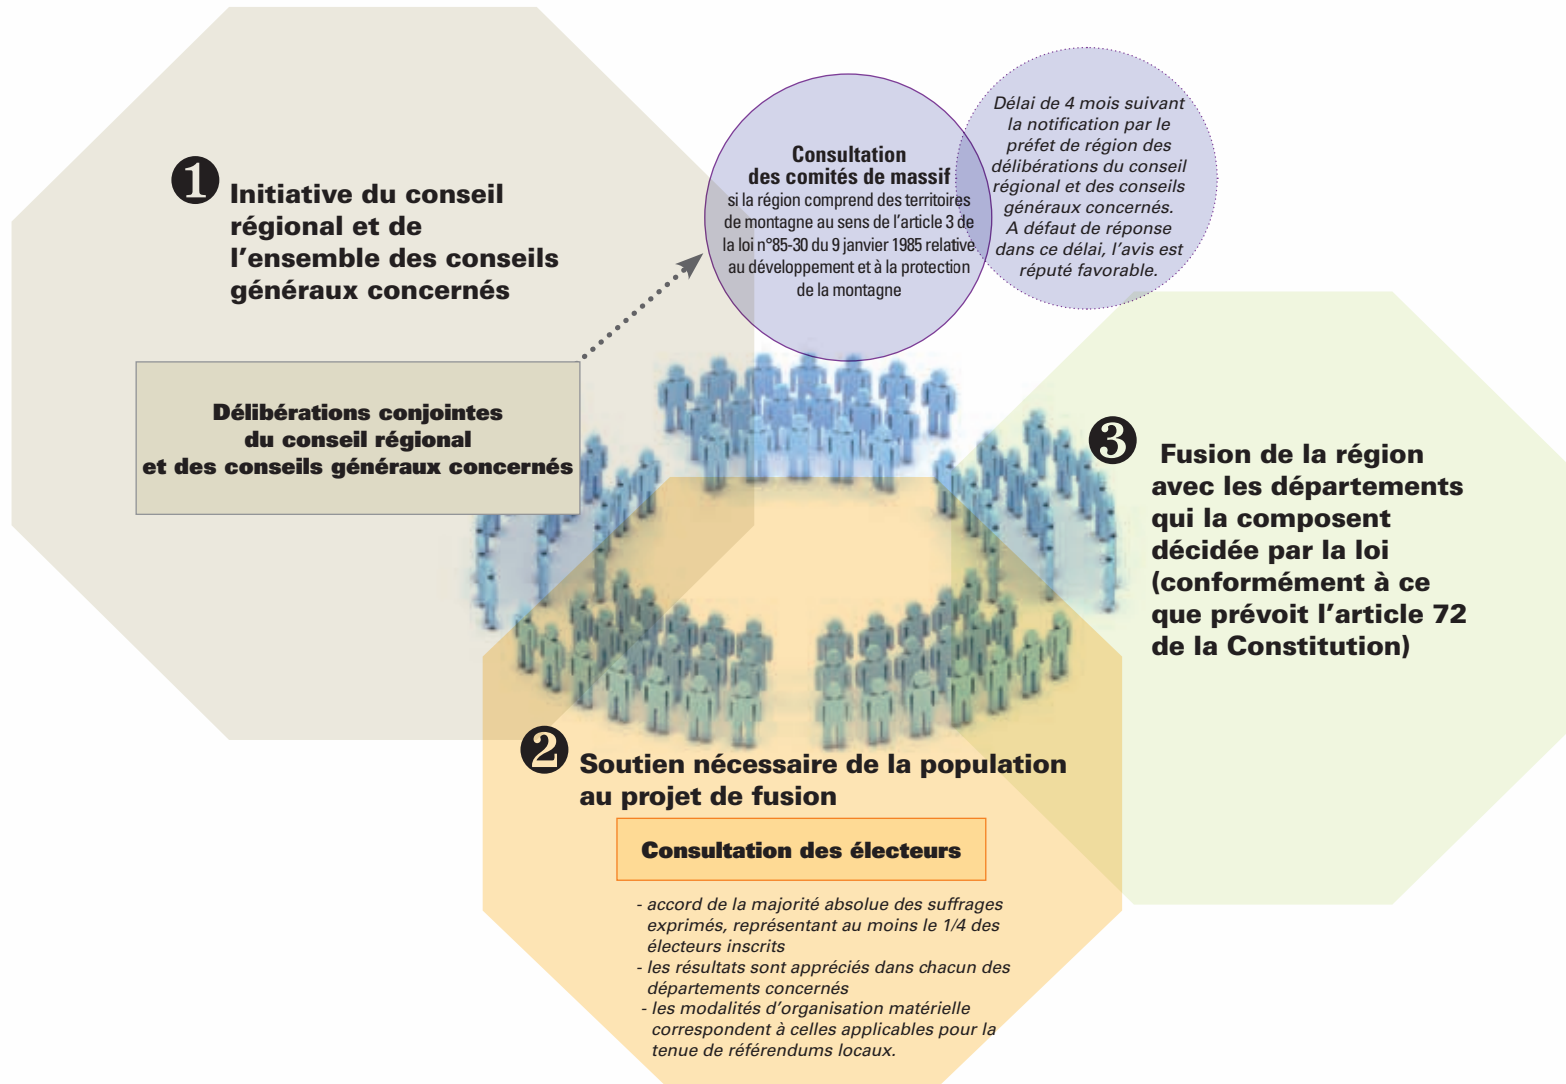 ❶ Initiative du conseil
régional et de
l’ensemble des conseils
généraux concernés
Délibérations conjointes
du conseil régional
et des conseils généraux concernés
Consultation
des comités de massif
si la région comprend des territoires
de montagne au sens de l’article 3 de
la loi n°85-30 du 9 janvier 1985 relative
au développement et à la protection
de la montagne
Délai de 4 mois suivant
la notification par le
préfet de région des
délibérations du conseil
régional et des conseils
généraux concernés.
A défaut de réponse
dans ce délai, l’avis est
réputé favorable.
❷ Soutien nécessaire de la population
au projet de fusion
Consultation des électeurs
- accord de la majorité absolue des suffrages
exprimés, représentant au moins le 1/4 des
électeurs inscrits
- les résultats sont appréciés dans chacun des
départements concernés
- les modalités d’organisation matérielle
correspondent à celles applicables pour la
tenue de référendums locaux.
❸ Fusion de la région
avec les départements
qui la composent
décidée par la loi
(conformément à ce
que prévoit l’article 72
de la Constitution)